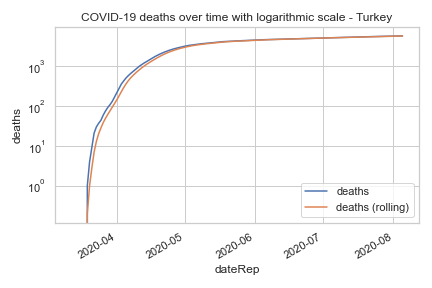 COVID-19 deaths over time with logarithmic scale - Turkey
deaths
10³
10²
10¹
10⁰
deaths
deaths (rolling)
2020-04
2020-05
2020-06
2020-07
2020-08
dateRep